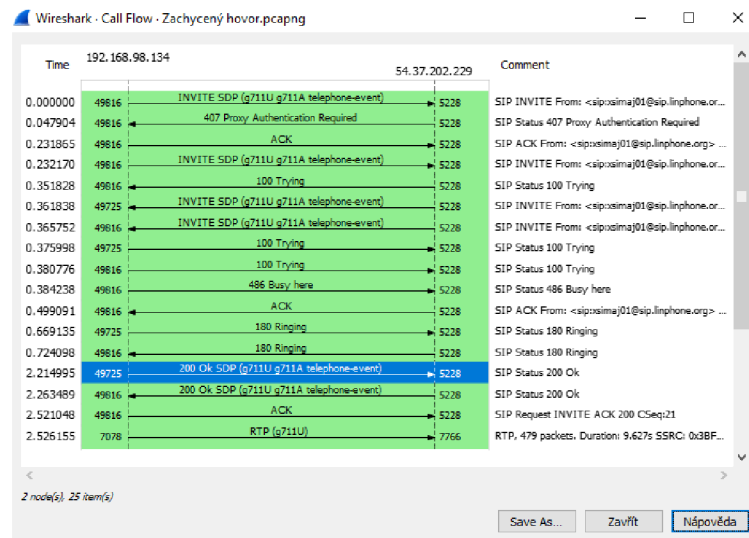 Wireshark · Call Flow · Zachycený hovor.pcapng
Time 192.168.98.134 54.37.202.229 Comment
0.000000 49816 INVITE SDP (g711U g711A telephone-event) 5228 SIP INVITE From: <sip:xsimaj01@sip.linphone.or...
0.047904 49816 407 Proxy Authentication Required 5228 SIP Status 407 Proxy Authentication Required
0.231865 49816 ACK 5228 SIP ACK From: <sip:xsimaj01@sip.linphone.org> ...
0.232170 49816 INVITE SDP (g711U g711A telephone-event) 5228 SIP INVITE From: <sip:xsimaj01@sip.linphone.or...
0.351828 49816 100 Trying 5228 SIP Status 100 Trying
0.361838 49725 INVITE SDP (g711U g711A telephone-event) 5228 SIP INVITE From: <sip:xsimaj01@sip.linphone.or...
0.365752 49816 INVITE SDP (g711U g711A telephone-event) 5228 SIP INVITE From: <sip:xsimaj01@sip.linphone.or...
0.375998 49725 100 Trying 5228 SIP Status 100 Trying
0.380776 49816 100 Trying 5228 SIP Status 100 Trying
0.384238 49816 486 Busy here 5228 SIP Status 486 Busy here
0.499091 49816 ACK 5228 SIP ACK From: <sip:xsimaj01@sip.linphone.org> ...
0.669135 49725 180 Ringing 5228 SIP Status 180 Ringing
0.724098 49816 180 Ringing 5228 SIP Status 180 Ringing
2.214995 49725 200 Ok SDP (g711U g711A telephone-event) 5228 SIP Status 200 Ok
2.263489 49816 200 Ok SDP (g711U g711A telephone-event) 5228 SIP Status 200 Ok
2.521048 49816 ACK 5228 SIP Request INVITE ACK 200 CSeq:21
2.526155 7078 RTP (g711U) 7766 RTP, 479 packets. Duration: 9.627s SSRC: 0x3BF...
2 node(s), 25 item(s)
Save As... Zavřít Nápověda